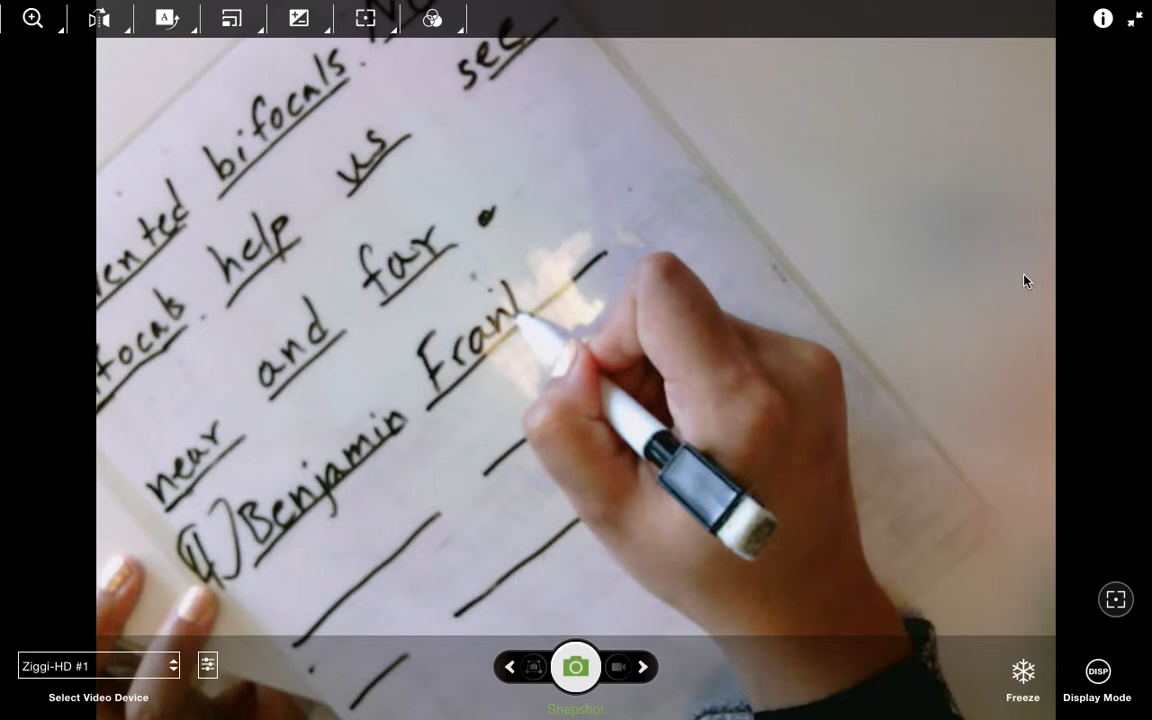 see
ented bifocals.
focals help us
near and far.
4) Benjamin Frank
Ziggi-HD #1
Select Video Device
Snapshot
Freeze
DISP
Display Mode